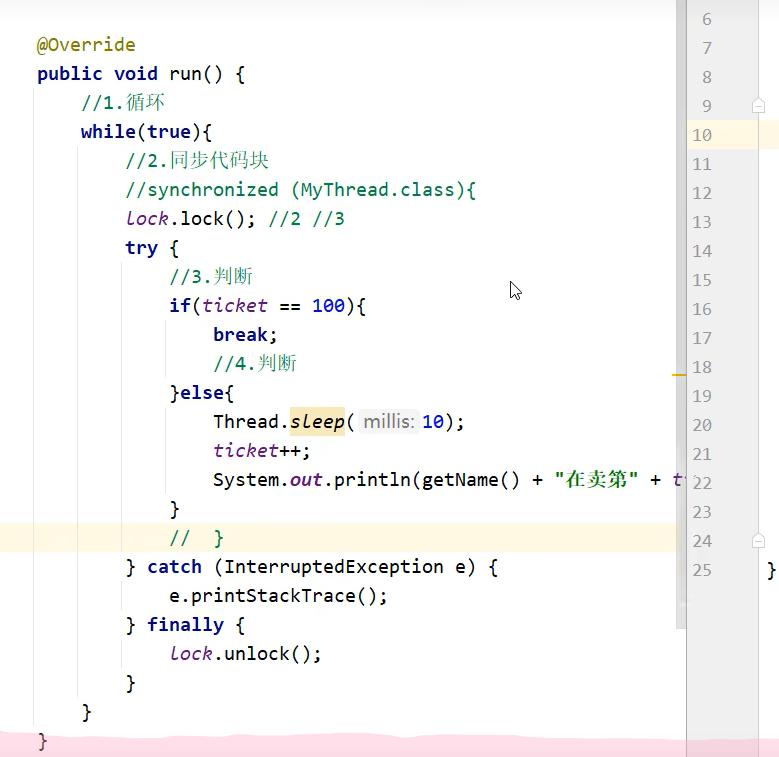 @Override
public void run() {
//1.循环
while(true){
//2.同步代码块
//synchronized (MyThread.class){
lock.lock(); //2 //3
try {
//3.判断
if(ticket == 100){
break;
//4.判断
}else{
Thread.sleep( millis: 10);
ticket++;
System.out.println(getName() + "在卖第" +
}
// }
} catch (InterruptedException e) {
e.printStackTrace();
} finally {
lock.unlock();
}
}
}
6
7
8
9
10
11
12
13
14
15
16
17
18
19
20
21
22
23
24
25
}